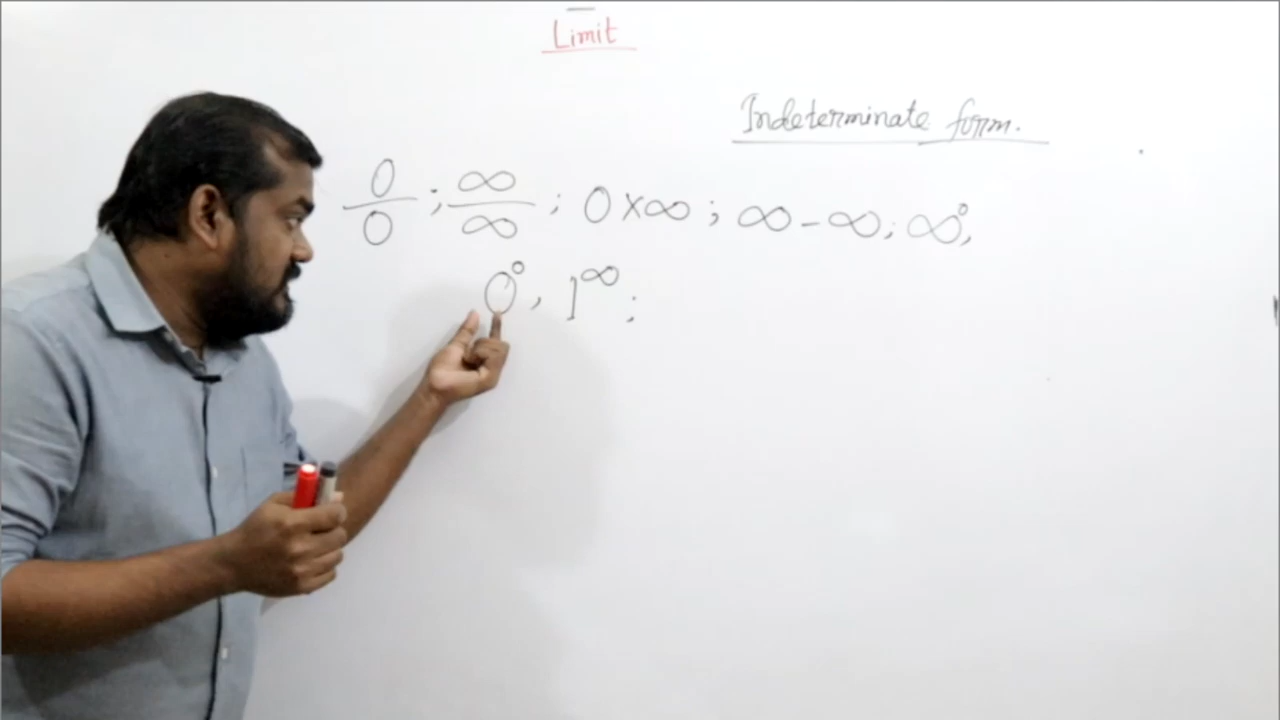 Limit
Indeterminate form.
0/0 ; ∞/∞ ; 0×∞ ; ∞-∞ ; ∞⁰,
0⁰, 1^∞ ;